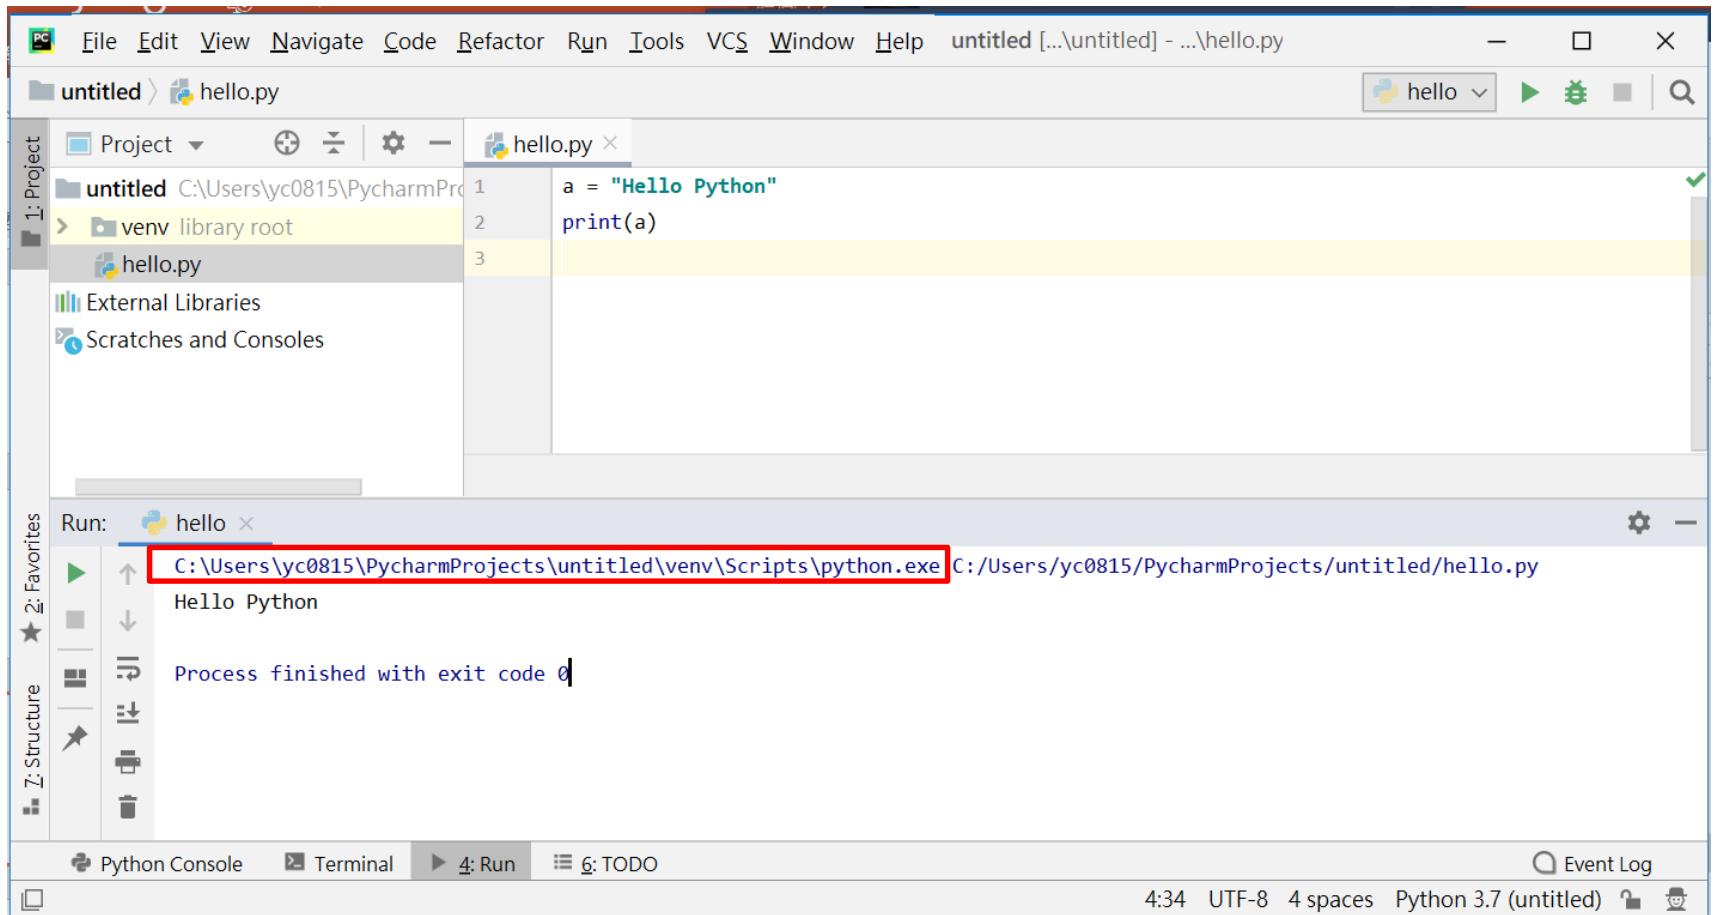 File Edit View Navigate Code Refactor Run Tools VCS Window Help untitled [...\untitled] - ...\hello.py
untitled hello.py hello
1: Project
Project hello.py
untitled C:\Users\yc0815\PycharmPro
venv library root
hello.py
External Libraries
Scratches and Consoles
1 a = "Hello Python"
2 print(a)
3
2: Favorites
7: Structure
Run: hello
C:\Users\yc0815\PycharmProjects\untitled\venv\Scripts\python.exe C:/Users/yc0815/PycharmProjects/untitled/hello.py
Hello Python
Process finished with exit code 0
Python Console Terminal 4: Run 6: TODO Event Log
4:34 UTF-8 4 spaces Python 3.7 (untitled)